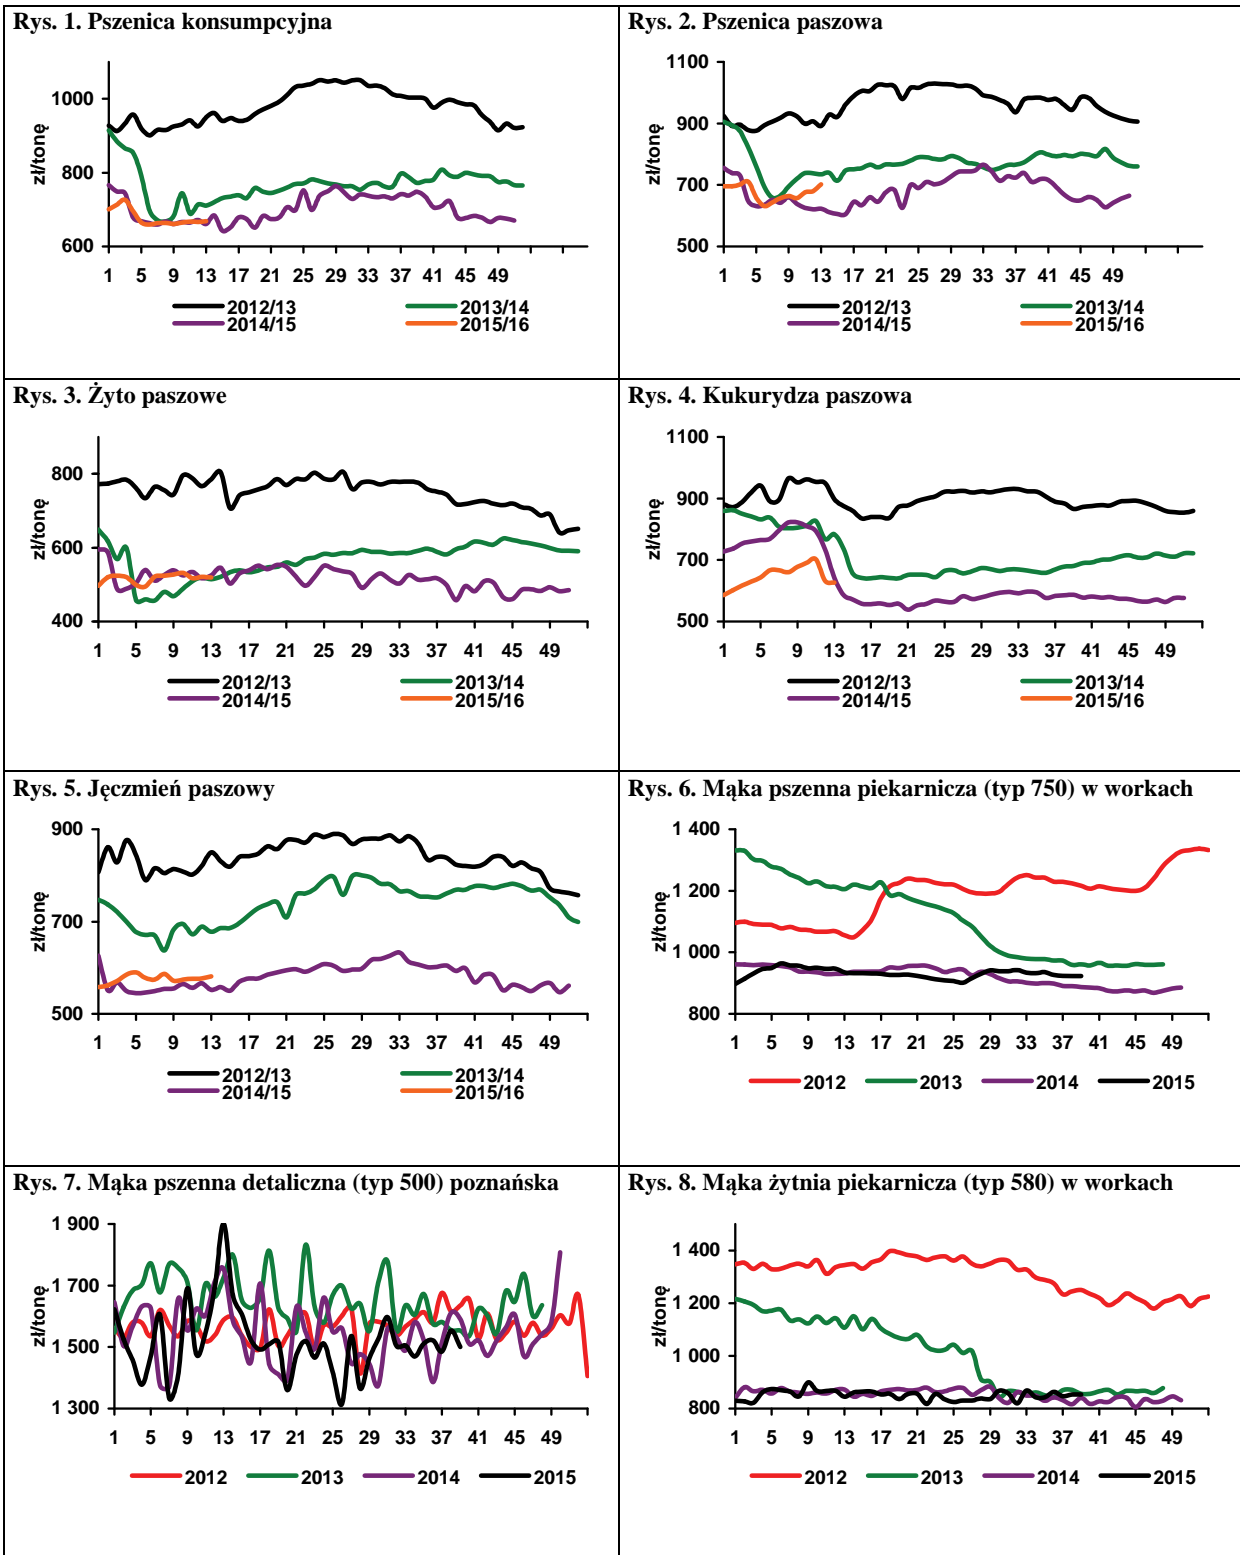 Rys. 1. Pszenica konsumpcyjna
zł/tonę
1000
800
600
1 5 9 13 17 21 25 29 33 37 41 45 49
2012/13 2013/14
2014/15 2015/16
Rys. 2. Pszenica paszowa
zł/tonę
1100
900
700
500
1 5 9 13 17 21 25 29 33 37 41 45 49
2012/13 2013/14
2014/15 2015/16
Rys. 3. Żyto paszowe
zł/tonę
800
600
400
1 5 9 13 17 21 25 29 33 37 41 45 49
2012/13 2013/14
2014/15 2015/16
Rys. 4. Kukurydza paszowa
zł/tonę
1100
900
700
500
1 5 9 13 17 21 25 29 33 37 41 45 49
2012/13 2013/14
2014/15 2015/16
Rys. 5. Jęczmień paszowy
zł/tonę
900
700
500
1 5 9 13 17 21 25 29 33 37 41 45 49
2012/13 2013/14
2014/15 2015/16
Rys. 6. Mąka pszenna piekarnicza (typ 750) w workach
zł/tonę
1 400
1 200
1 000
800
1 5 9 13 17 21 25 29 33 37 41 45 49
2012 2013 2014 2015
Rys. 7. Mąka pszenna detaliczna (typ 500) poznańska
zł/tonę
1 900
1 700
1 500
1 300
1 5 9 13 17 21 25 29 33 37 41 45 49
2012 2013 2014 2015
Rys. 8. Mąka żytnia piekarnicza (typ 580) w workach
zł/tonę
1 400
1 200
1 000
800
1 5 9 13 17 21 25 29 33 37 41 45 49
2012 2013 2014 2015